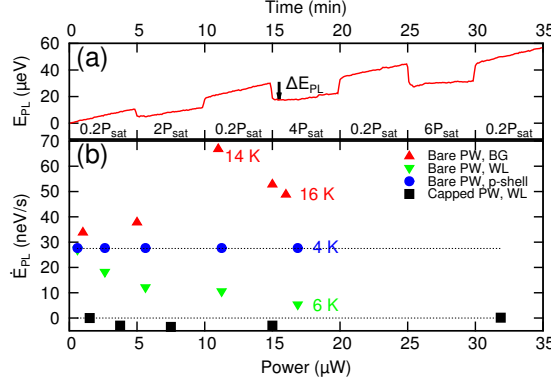 Time (min)
0 5 10 15 20 25 30 35
(a)
E_PL (μeV)
60
40
20
0
ΔE_PL
0.2P_sat 2P_sat 0.2P_sat 4P_sat 0.2P_sat 6P_sat 0.2P_sat
(b)
Ė_PL (neV/s)
70
60
50
40
30
20
10
0
14 K
16 K
4 K
6 K
Bare PW, BG
Bare PW, WL
Bare PW, p-shell
Capped PW, WL
0 5 10 15 20 25 30 35
Power (μW)